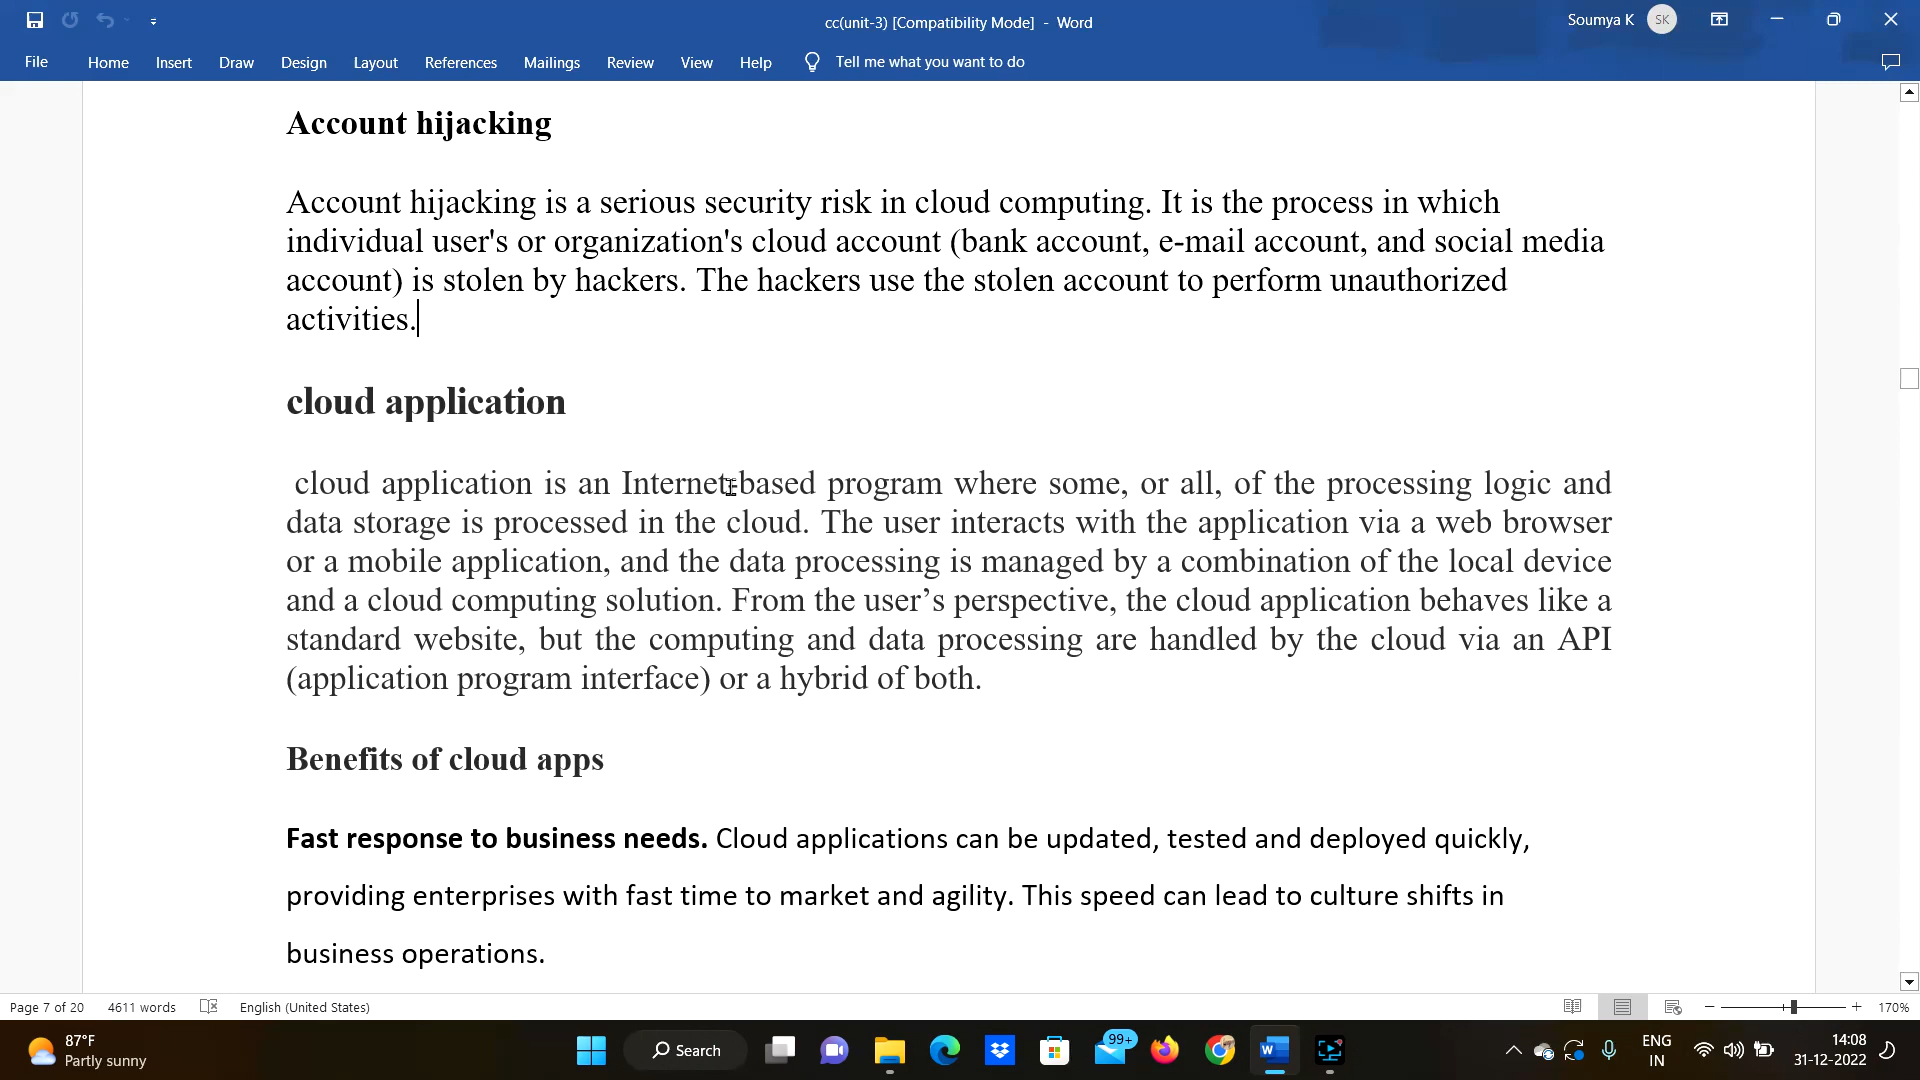 cc(unit-3) [Compatibility Mode] - Word
Soumya K
SK
File
Home
Insert
Draw
Design
Layout
References
Mailings
Review
View
Help
Tell me what you want to do
Account hijacking
Account hijacking is a serious security risk in cloud computing. It is the process in which
individual user's or organization's cloud account (bank account, e-mail account, and social media
account) is stolen by hackers. The hackers use the stolen account to perform unauthorized
activities.
cloud application
cloud application is an Internet-based program where some, or all, of the processing logic and
data storage is processed in the cloud. The user interacts with the application via a web browser
or a mobile application, and the data processing is managed by a combination of the local device
and a cloud computing solution. From the user’s perspective, the cloud application behaves like a
standard website, but the computing and data processing are handled by the cloud via an API
(application program interface) or a hybrid of both.
Benefits of cloud apps
Fast response to business needs. Cloud applications can be updated, tested and deployed quickly,
providing enterprises with fast time to market and agility. This speed can lead to culture shifts in
business operations.
Page 7 of 20
4611 words
English (United States)
170%
87°F
Partly sunny
Search
99+
ENG
IN
14:08
31-12-2022